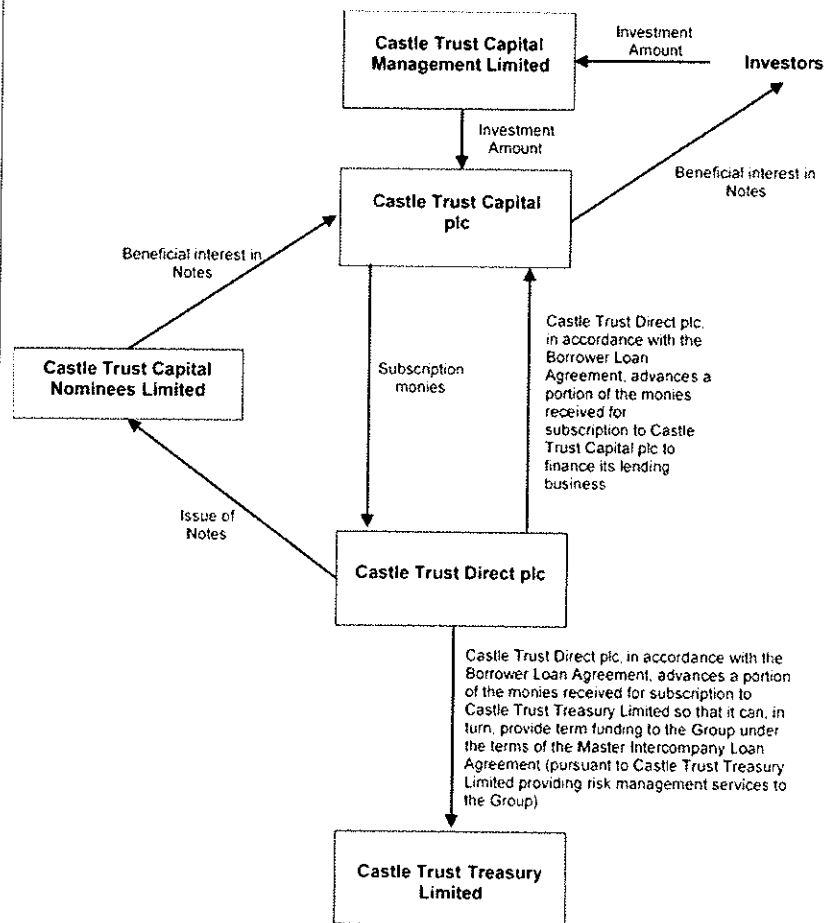 Castle Trust Capital
Management Limited
Investment
Amount
Investors
Investment
Amount
Beneficial interest in
Notes
Castle Trust Capital
plc
Beneficial interest in
Notes
Castle Trust Capital
Nominees Limited
Subscription
monies
Castle Trust Direct plc,
in accordance with the
Borrower Loan
Agreement, advances a
portion of the monies
received for
subscription to Castle
Trust Capital plc to
finance its lending
business
Issue of
Notes
Castle Trust Direct plc
Castle Trust Direct plc, in accordance with the
Borrower Loan Agreement, advances a portion
of the monies received for subscription to
Castle Trust Treasury Limited so that it can, in
turn, provide term funding to the Group under
the terms of the Master Intercompany Loan
Agreement (pursuant to Castle Trust Treasury
Limited providing risk management services to
the Group)
Castle Trust Treasury
Limited